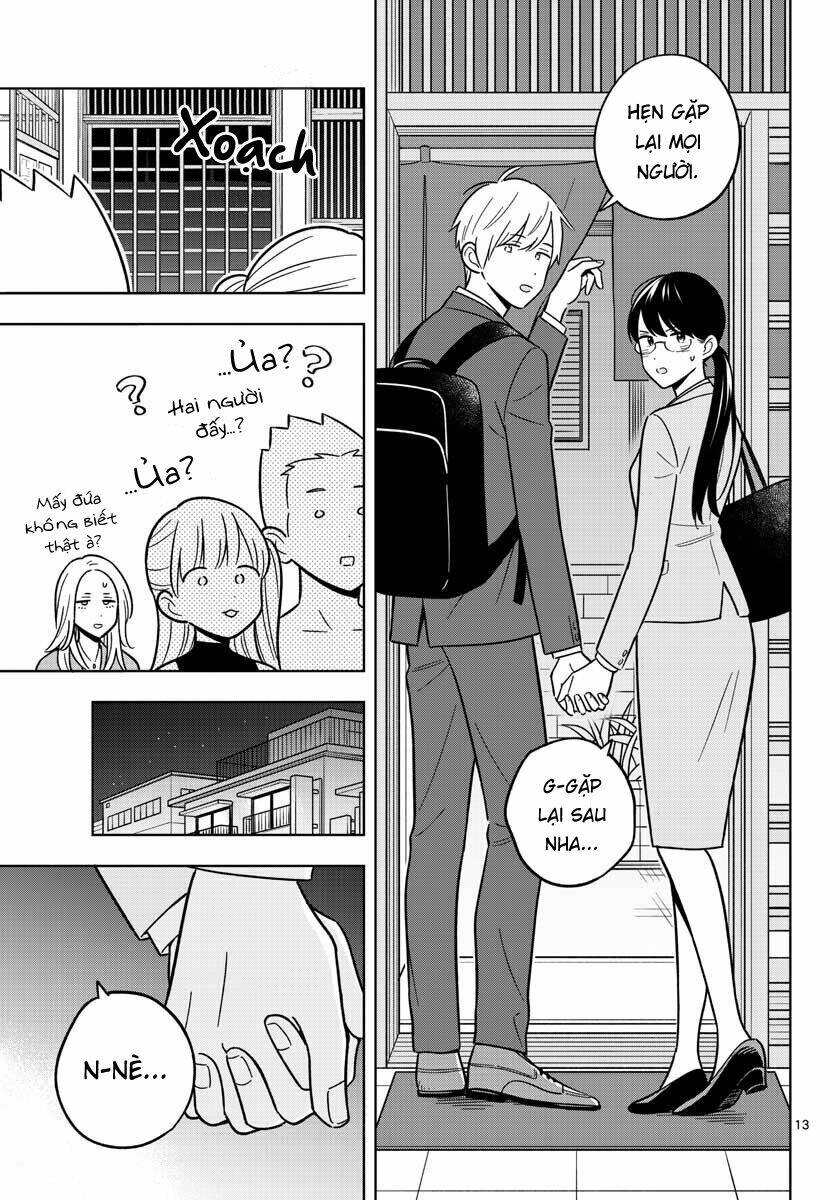 HẸN GẶP
LẠI MỌI
NGƯỜI.
G-GẶP
LẠI SAU
NHA...
Xoạch
...Ủa?
?
?
Hai người
đấy...?
...Ủa?
Mấy đứa
không biết
thật à?
N-NÈ...
13